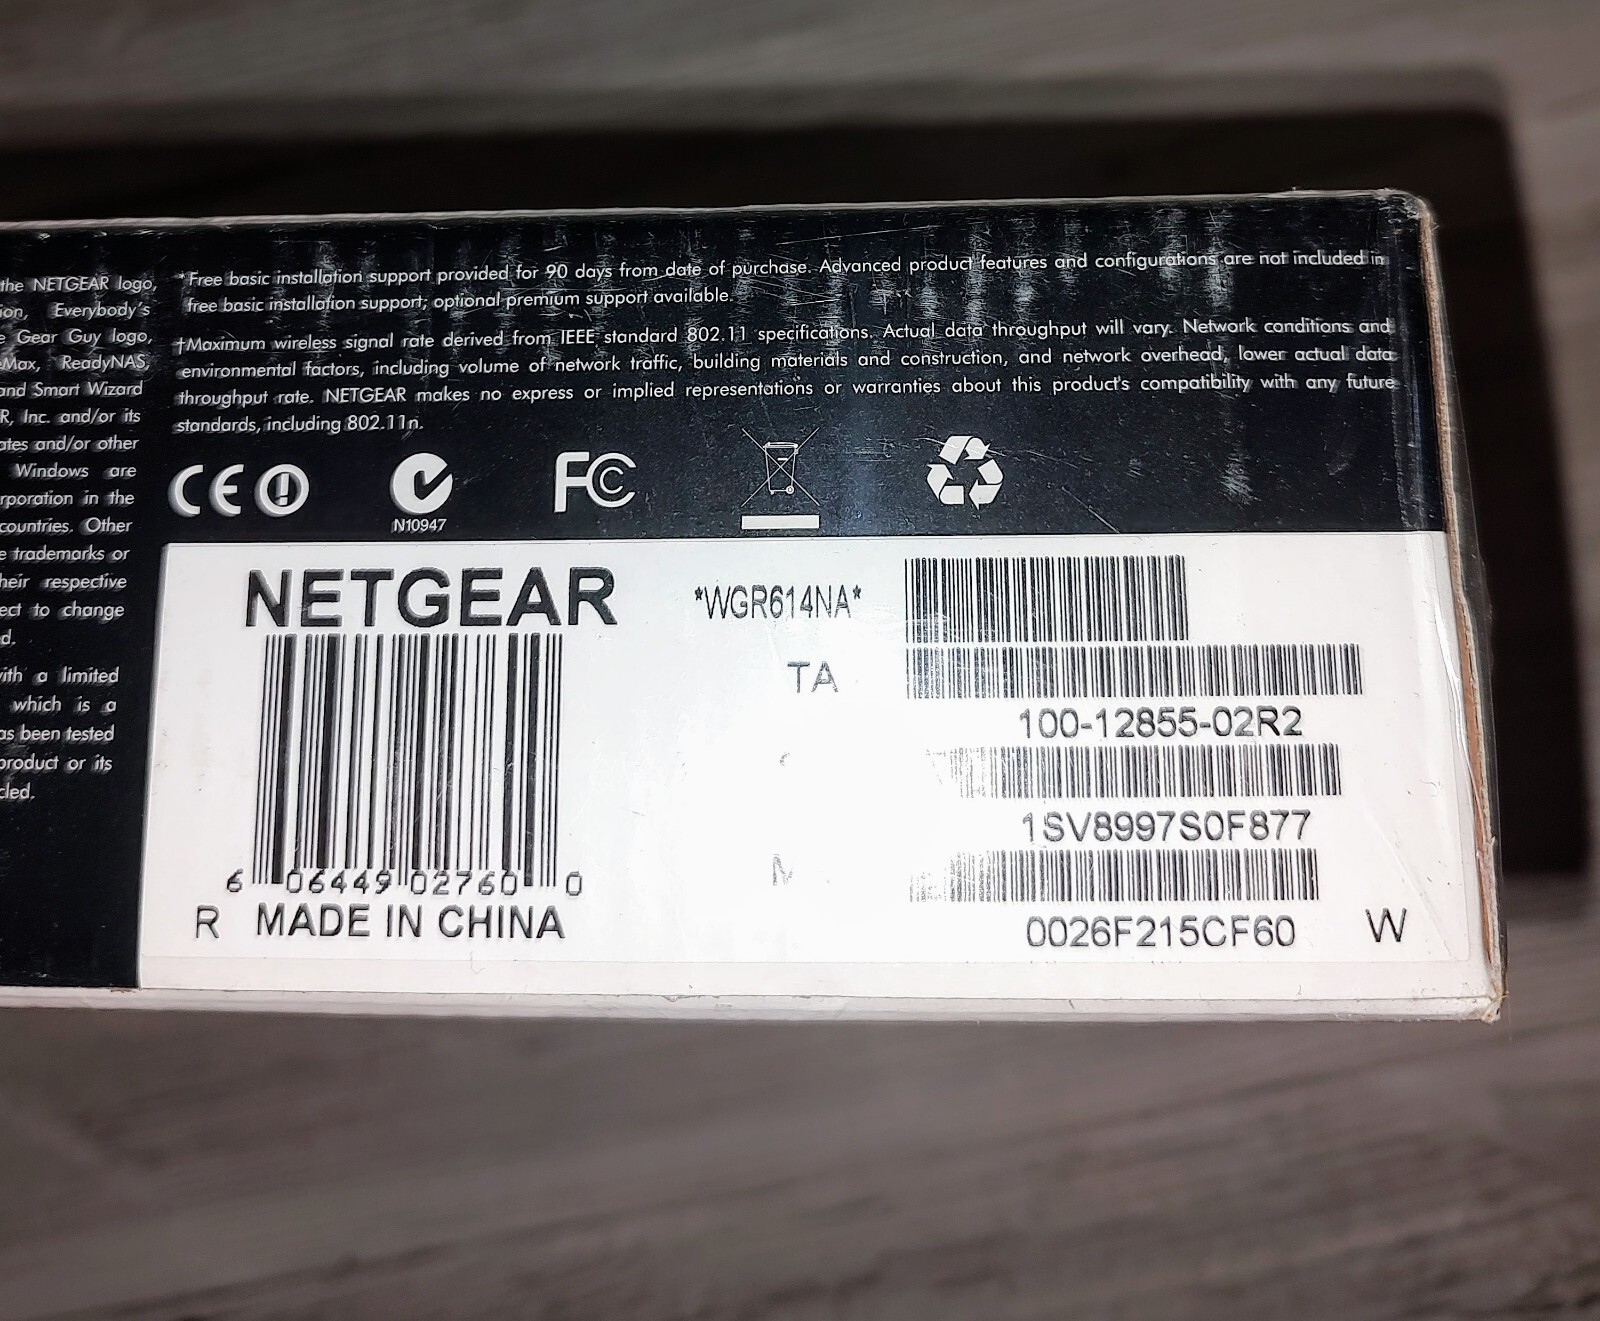 the NETGEAR logo,
Everybody's
Gear Guy logo,
ReadyNAS,
and Smart Wizard
Inc. and/or its
and/or other
Windows are
in the
countries. Other
trademarks or
respective
to change
d.
a limited
which is a
been tested
product or its
*Free basic installation support provided for 90 days from date of purchase. Advanced product features and configurations are not included in
free basic installation support; optional premium support available.
†Maximum wireless signal rate derived from IEEE standard 802.11 specifications. Actual data throughput will vary. Network conditions and
environmental factors, including volume of network traffic, building materials and construction, and network overhead, lower actual data
throughput rate. NETGEAR makes no express or implied representations or warranties about this product's compatibility with any future
standards, including 802.11n.
CE
N10947
FC
NETGEAR
6 06449 02760 0
R MADE IN CHINA
*WGR614NA*
TA
100-12855-02R2
1SV8997S0F877
M
0026F215CF60 W